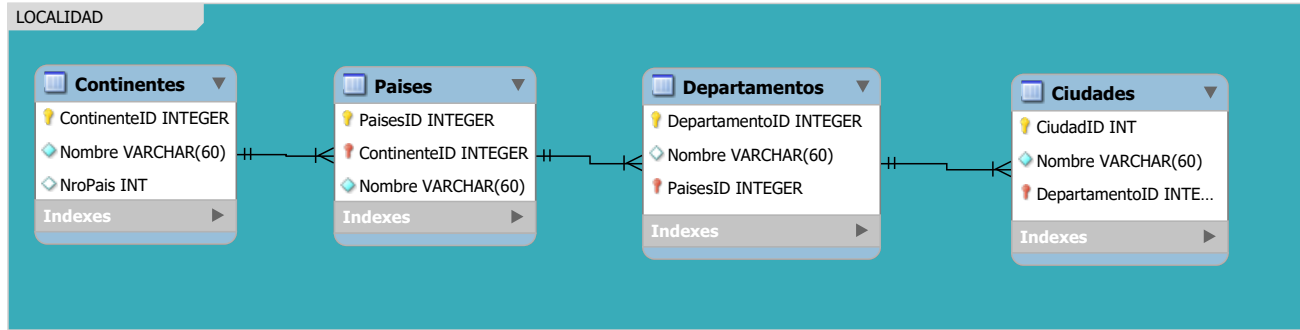 LOCALIDAD
Continentes
ContinenteID INTEGER
Nombre VARCHAR(60)
NroPais INT
Indexes
Paises
PaisesID INTEGER
ContinenteID INTEGER
Nombre VARCHAR(60)
Indexes
Departamentos
DepartamentoID INTEGER
Nombre VARCHAR(60)
PaisesID INTEGER
Indexes
Ciudades
CiudadID INT
Nombre VARCHAR(60)
DepartamentoID INTE...
Indexes